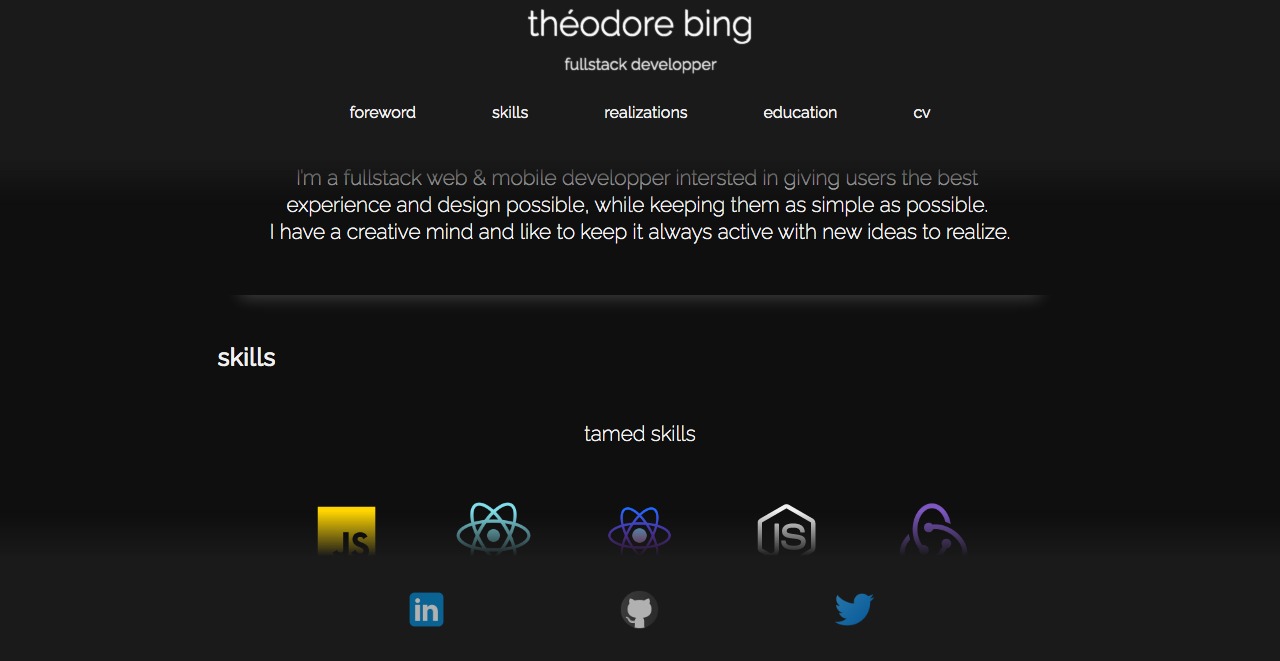 théodore bing
fullstack developper
foreword skills realizations education cv
I'm a fullstack web & mobile developper intersted in giving users the best
experience and design possible, while keeping them as simple as possible.
I have a creative mind and like to keep it always active with new ideas to realize.
skills
tamed skills
JS JS
in